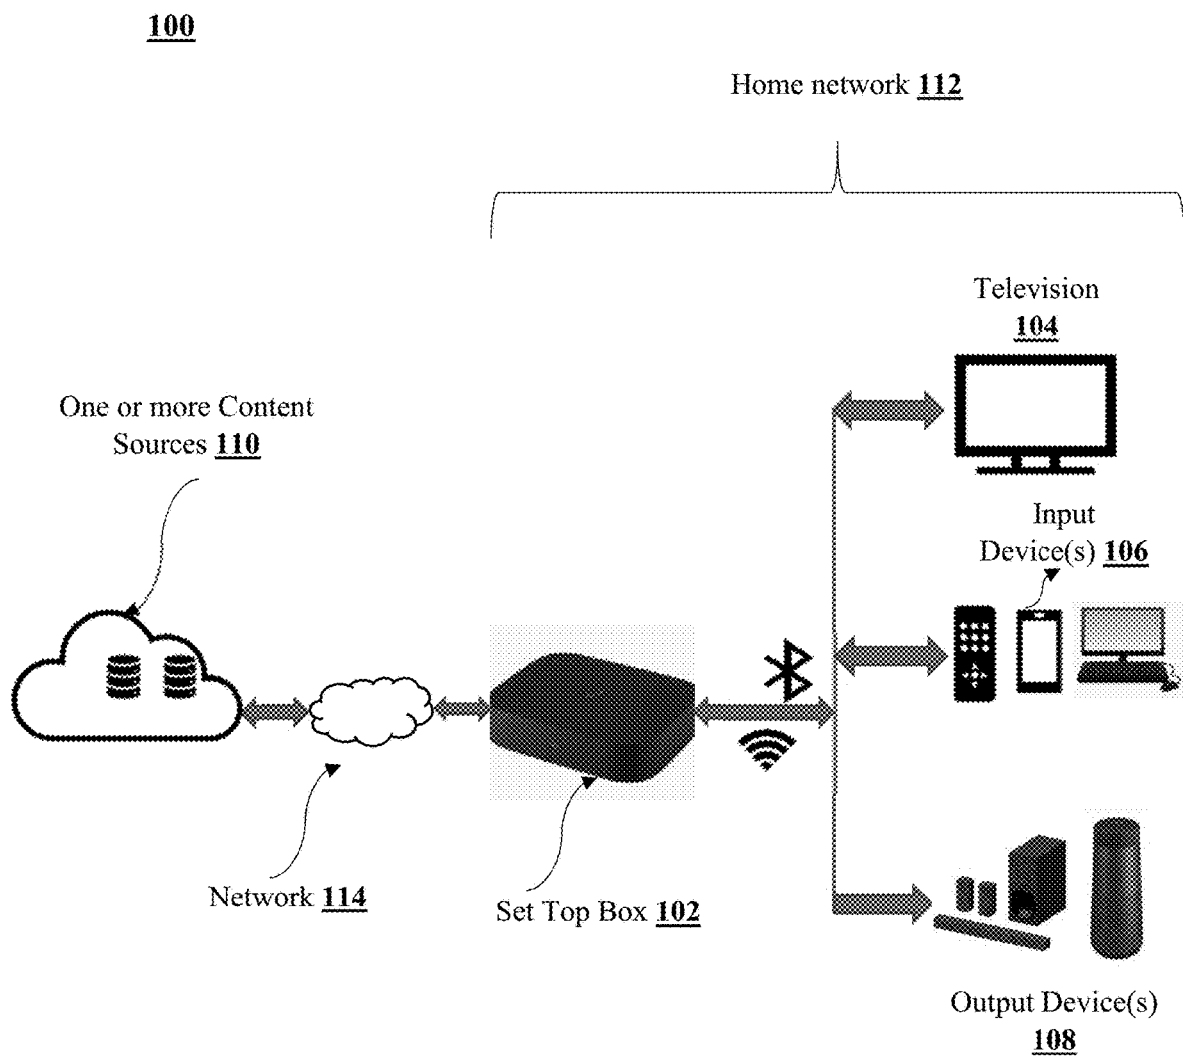 100
Home network 112
Television
104
One or more Content
Sources 110
Input
Device(s) 106
Network 114
Set Top Box 102
Output Device(s)
108